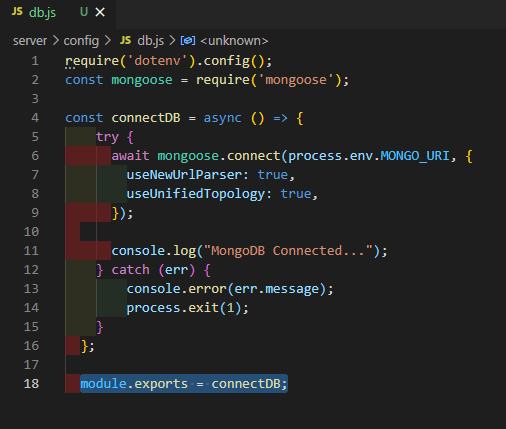 JS db.js U X
server > config > JS db.js > <unknown>
1 require('dotenv').config();
2 const mongoose = require('mongoose');
3
4 const connectDB = async () => {
5 try {
6 await mongoose.connect(process.env.MONGO_URI, {
7 useNewUrlParser: true,
8 useUnifiedTopology: true,
9 });
10
11 console.log("MongoDB Connected...");
12 } catch (err) {
13 console.error(err.message);
14 process.exit(1);
15 }
16 };
17
18 module.exports = connectDB;